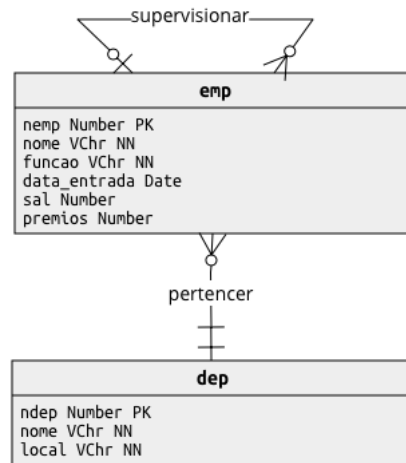 supervisionar
emp
nemp Number PK
nome VChr NN
funcao VChr NN
data_entrada Date
sal Number
premios Number
pertencer
dep
ndep Number PK
nome VChr NN
local VChr NN